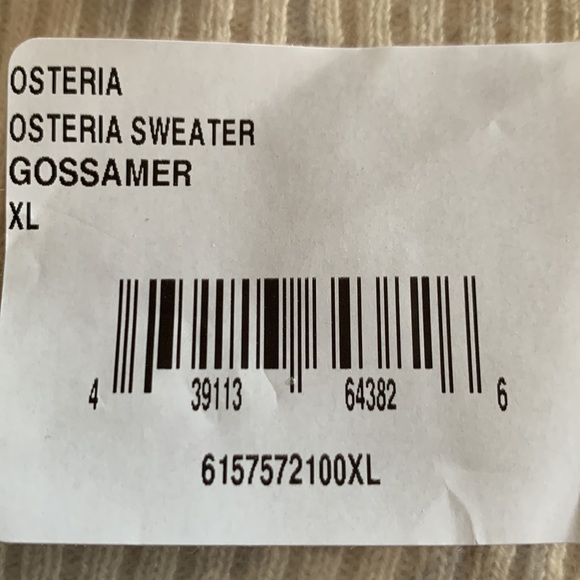 OSTERIA
OSTERIA SWEATER
GOSSAMER
XL
4 39113 64382 6
6157572100XL